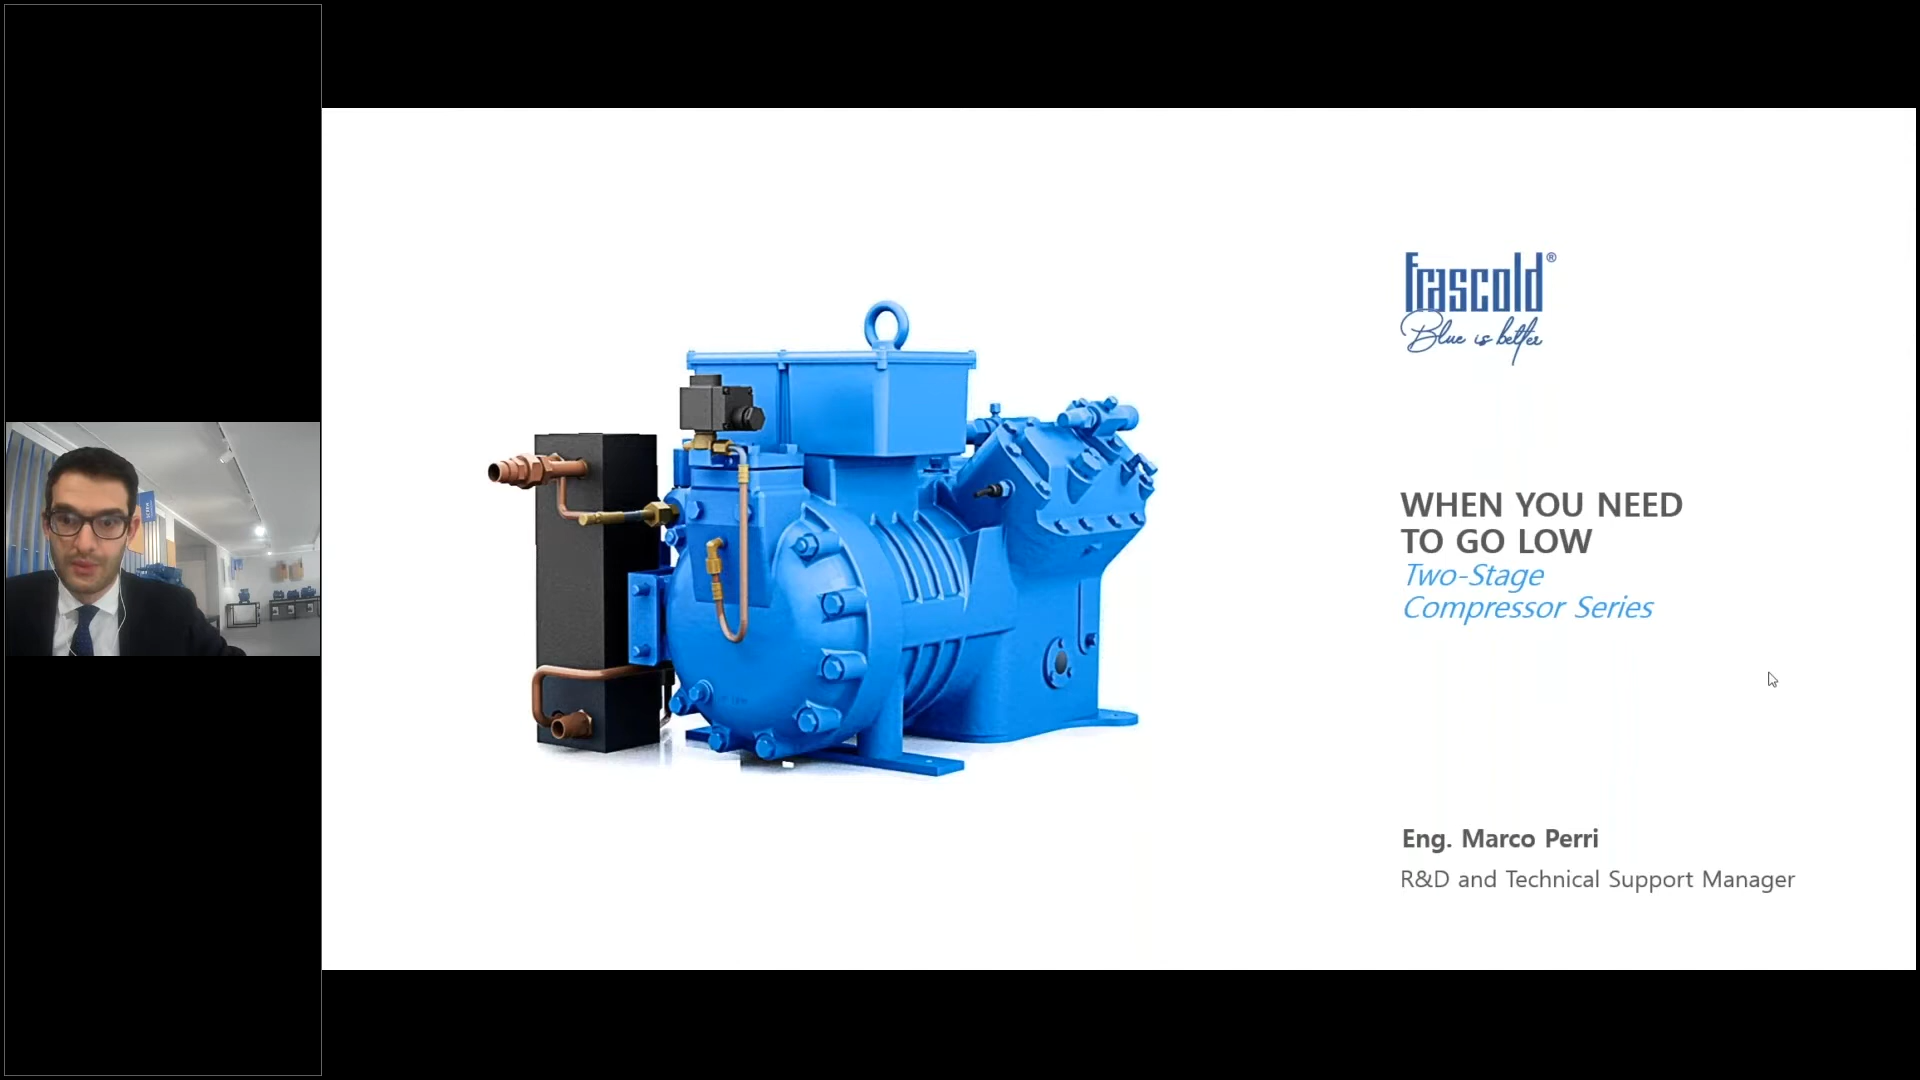 frascold®
Blue is better
WHEN YOU NEED
TO GO LOW
Two-Stage
Compressor Series
Eng. Marco Perri
R&D and Technical Support Manager